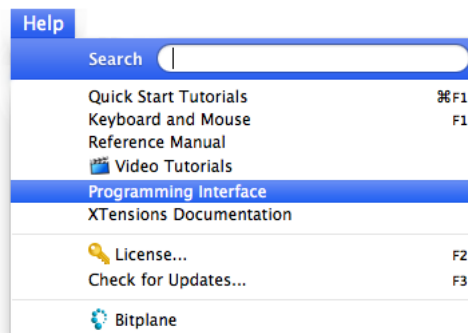 Help
Search
Quick Start Tutorials ⌘F1
Keyboard and Mouse F1
Reference Manual
Video Tutorials
Programming Interface
XTensions Documentation
License... F2
Check for Updates... F3
Bitplane